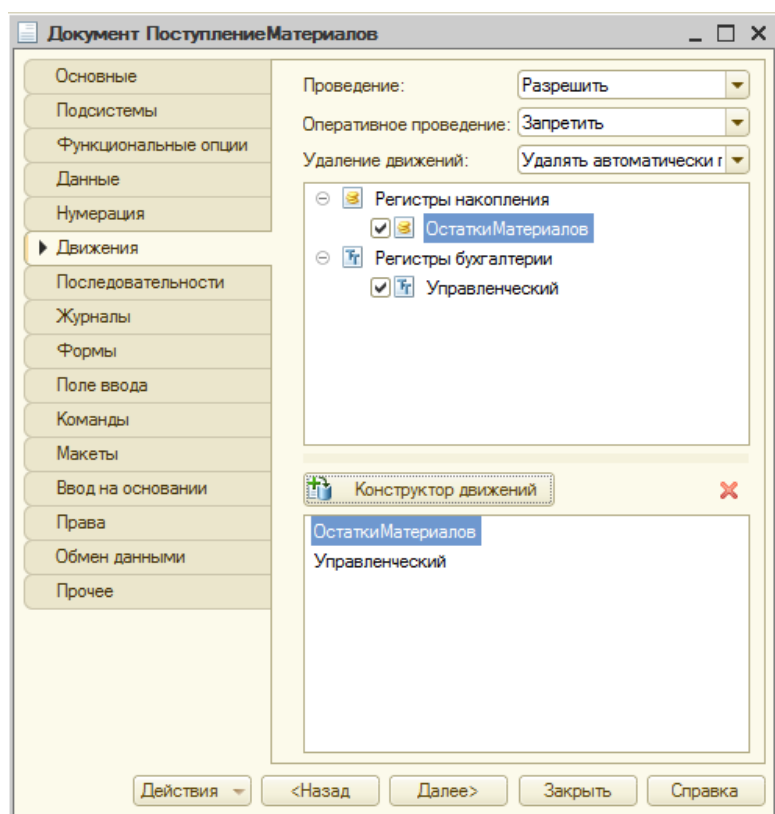 Документ ПоступлениеМатериалов
Основные
Подсистемы
Функциональные опции
Данные
Нумерация
Движения
Последовательности
Журналы
Формы
Поле ввода
Команды
Макеты
Ввод на основании
Права
Обмен данными
Прочее
Проведение: Разрешить
Оперативное проведение: Запретить
Удаление движений: Удалять автоматически г
Регистры накопления
ОстаткиМатериалов
Регистры бухгалтерии
Управленческий
Конструктор движений
ОстаткиМатериалов
Управленческий
Действия <Назад Далее> Закрыть Справка